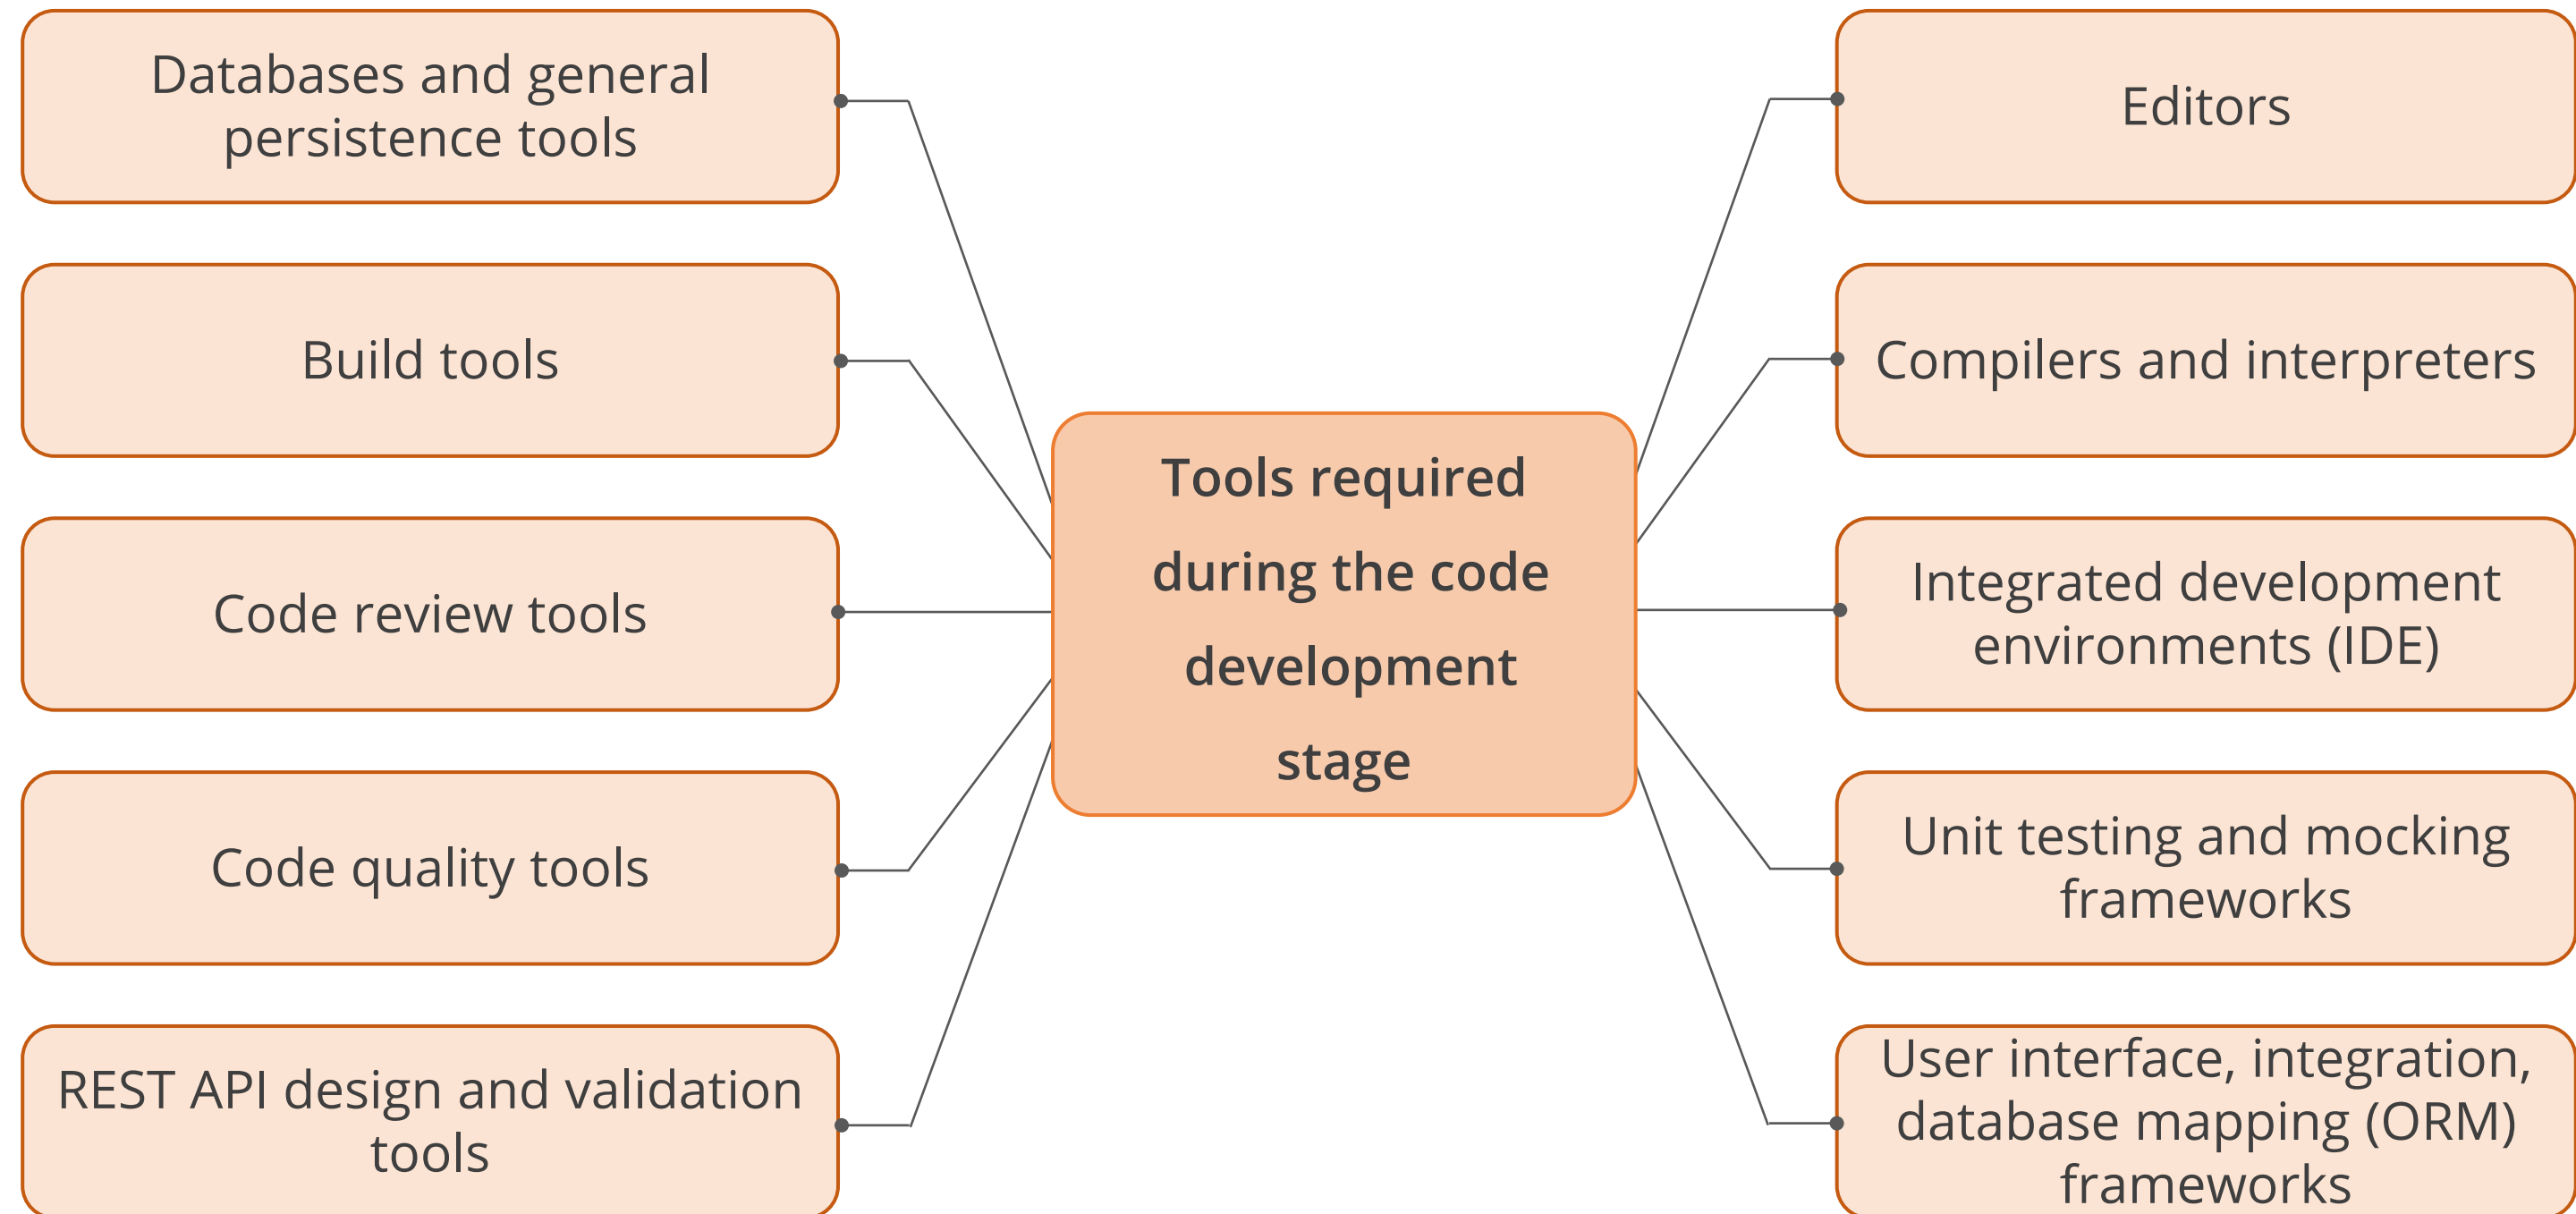 Databases and general
persistence tools
Build tools
Code review tools
Code quality tools
REST API design and validation
tools
Tools required
during the code
development
stage
Editors
Compilers and interpreters
Integrated development
environments (IDE)
Unit testing and mocking
frameworks
User interface, integration,
database mapping (ORM)
frameworks